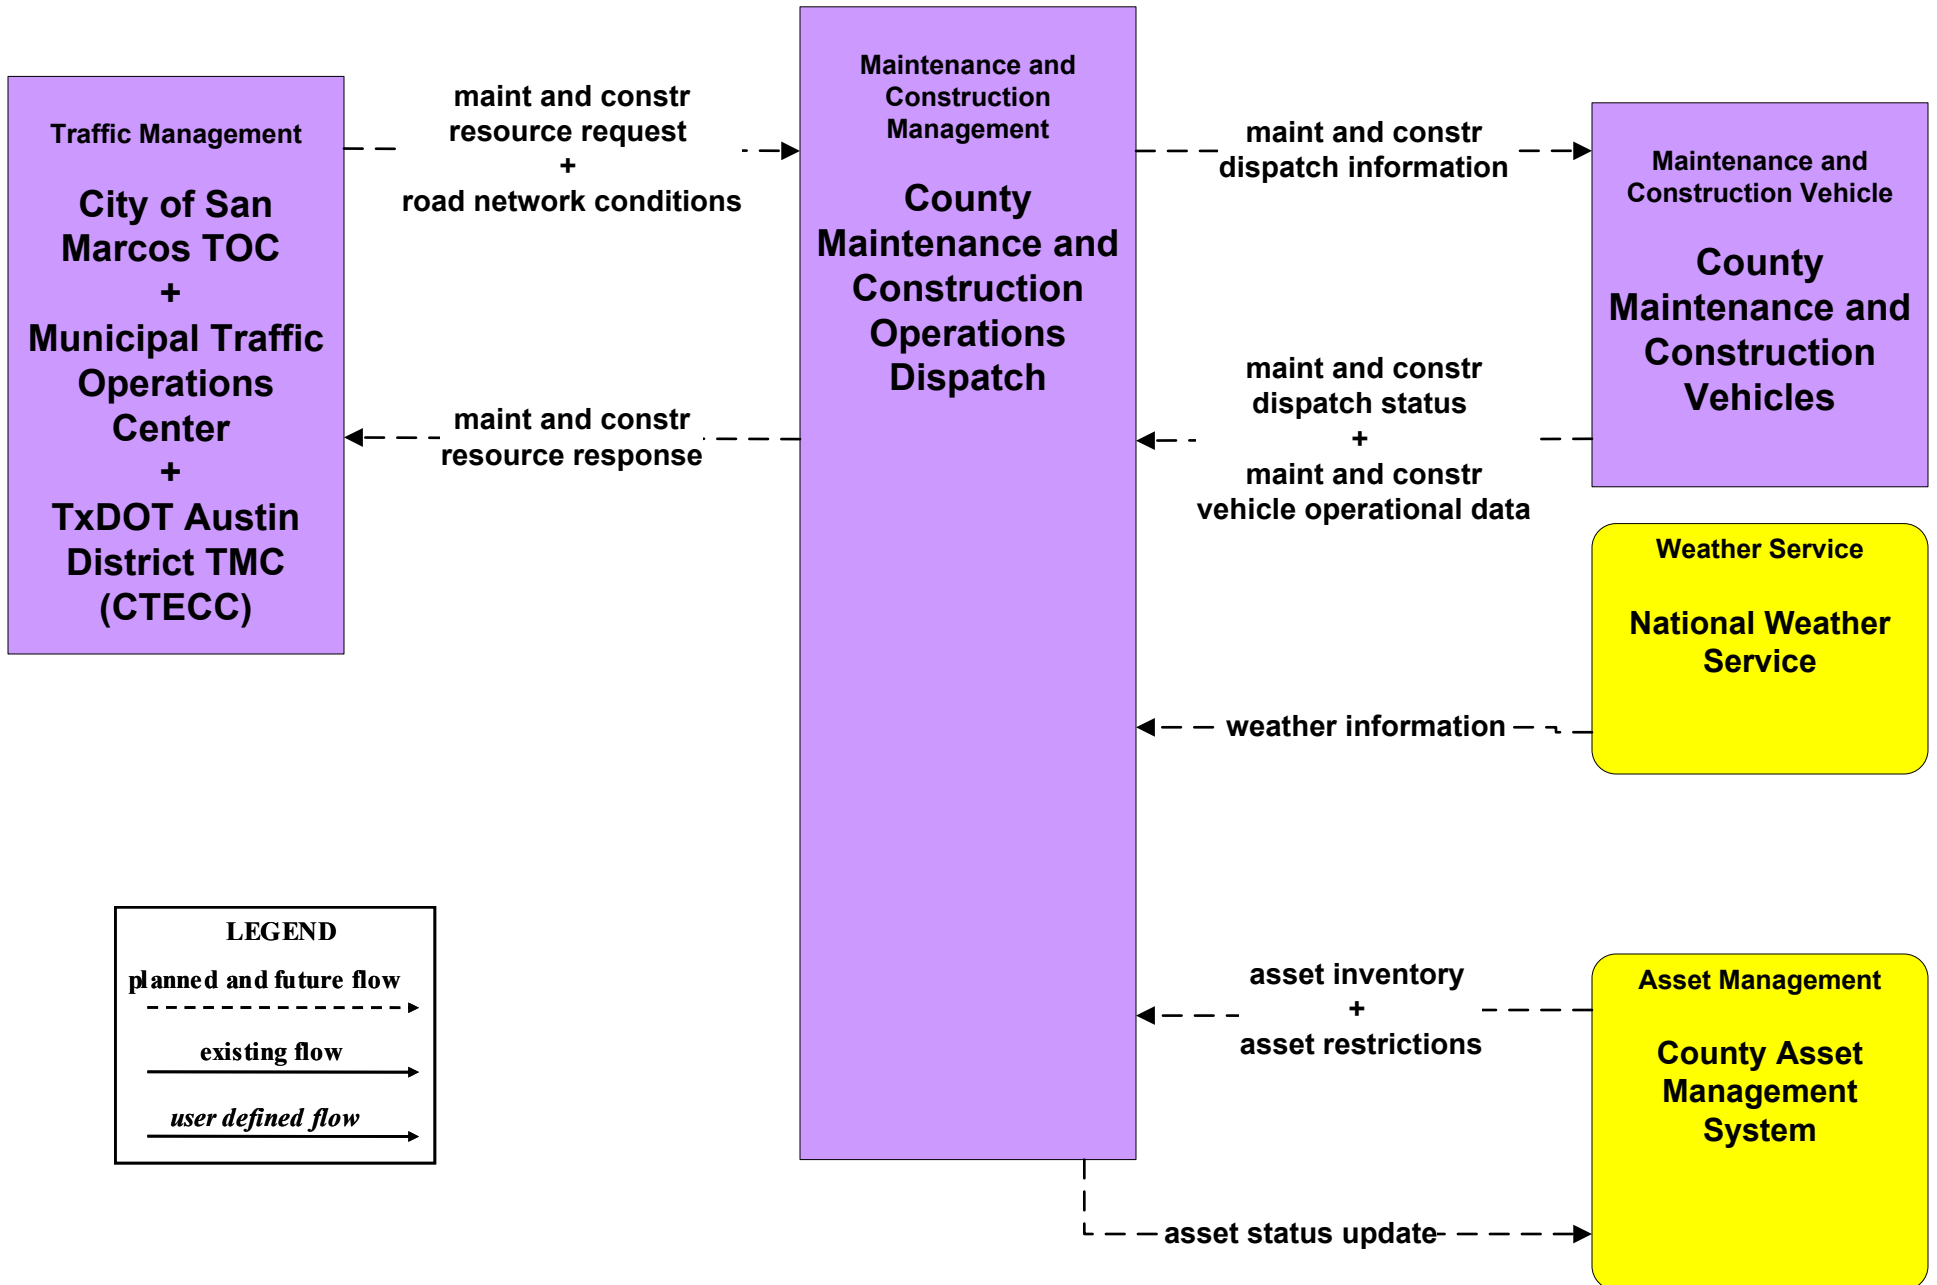 Traffic Management
City of San
Marcos TOC
+
Municipal Traffic
Operations
Center
+
TxDOT Austin
District TMC
(CTECC)
maint and constr
resource request
+
road network conditions
maint and constr
resource response
Maintenance and
Construction
Management
County
Maintenance and
Construction
Operations
Dispatch
maint and constr
dispatch information
maint and constr
dispatch status
+
maint and constr
vehicle operational data
weather information
asset inventory
+
asset restrictions
asset status update
Maintenance and
Construction Vehicle
County
Maintenance and
Construction
Vehicles
Weather Service
National Weather
Service
Asset Management
County Asset
Management
System
LEGEND
planned and future flow
existing flow
user defined flow